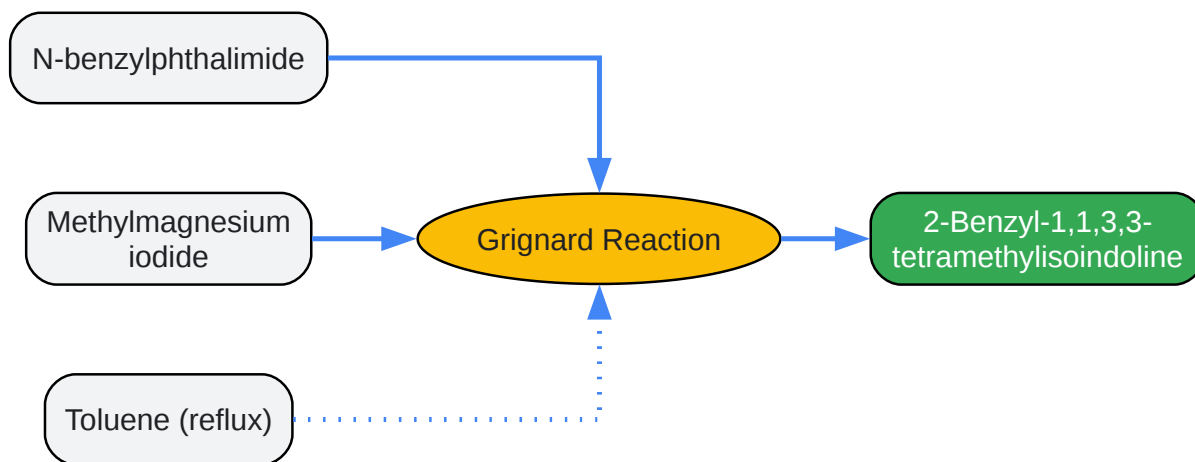 N-benzylphthalimide
Methylmagnesium
iodide
Grignard Reaction
2-Benzyl-1,1,3,3-
tetramethylisoindoline
Toluene (reflux)